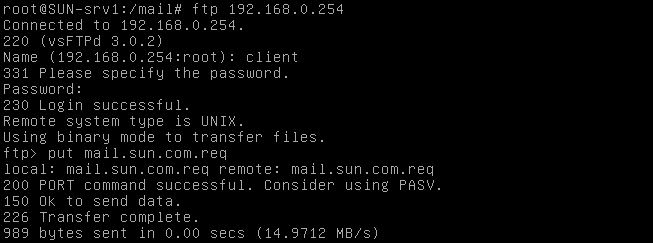 root@SUN-srv1:/mail# ftp 192.168.0.254
Connected to 192.168.0.254.
220 (vsFTPd 3.0.2)
Name (192.168.0.254:root): client
331 Please specify the password.
Password:
230 Login successful.
Remote system type is UNIX.
Using binary mode to transfer files.
ftp> put mail.sun.com.req
local: mail.sun.com.req remote: mail.sun.com.req
200 PORT command successful. Consider using PASV.
150 Ok to send data.
226 Transfer complete.
989 bytes sent in 0.00 secs (14.9712 MB/s)